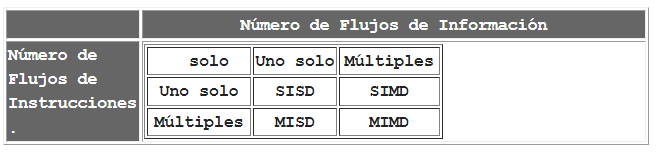 Número de Flujos de Información
Número de
Flujos de
Instrucciones
.
solo Uno solo Múltiples
Uno solo SISD SIMD
Múltiples MISD MIMD